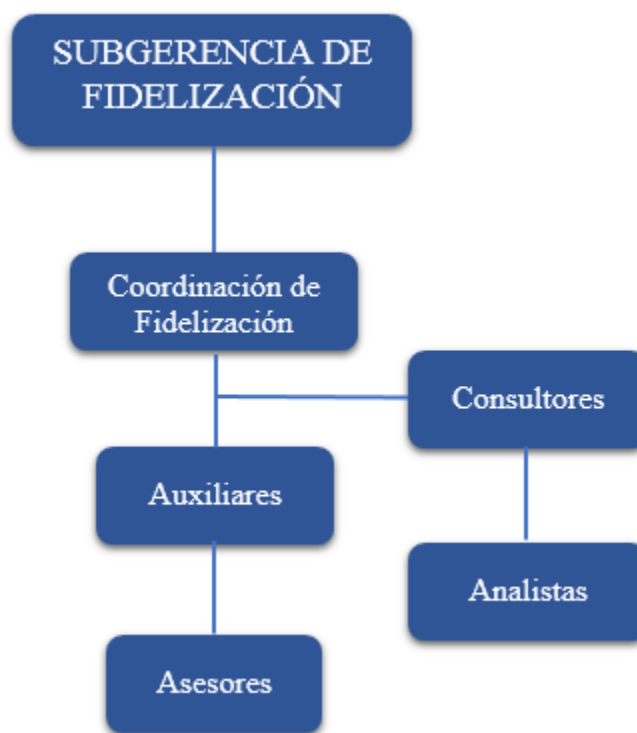 SUBGERENCIA DE
FIDELIZACIÓN
Coordinación de
Fidelización
Consultores
Auxiliares
Analistas
Asesores